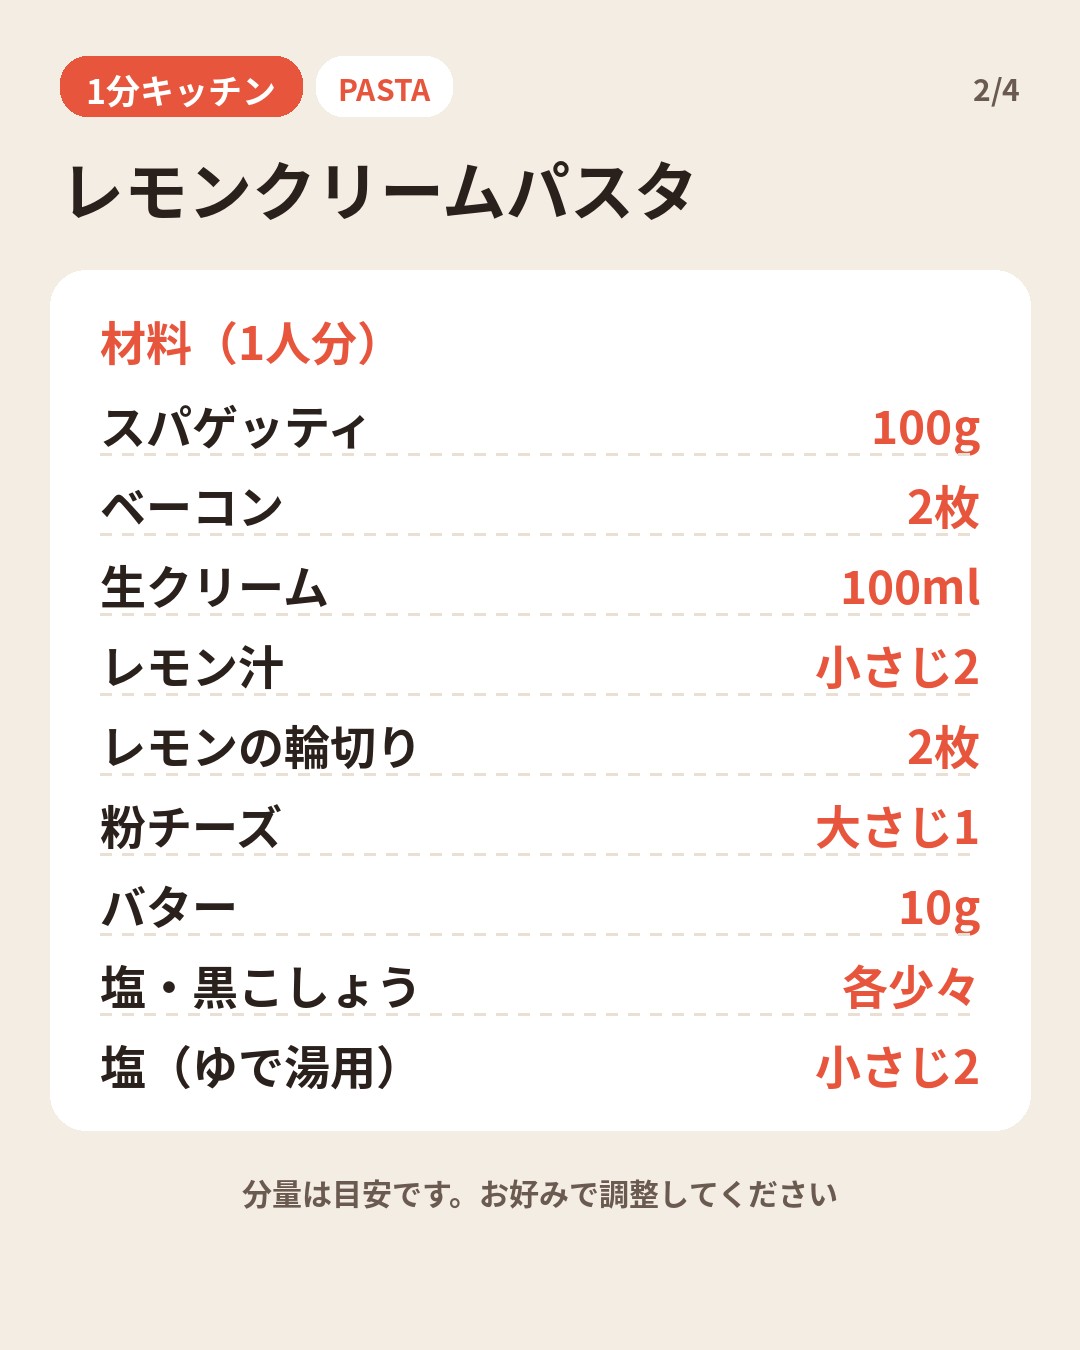 1分キッチン PASTA 2/4
レモンクリームパスタ
材料（1人分）
スパゲッティ 100g
ベーコン 2枚
生クリーム 100ml
レモン汁 小さじ2
レモンの輪切り 2枚
粉チーズ 大さじ1
バター 10g
塩・黒こしょう 各少々
塩（ゆで湯用） 小さじ2
分量は目安です。お好みで調整してください